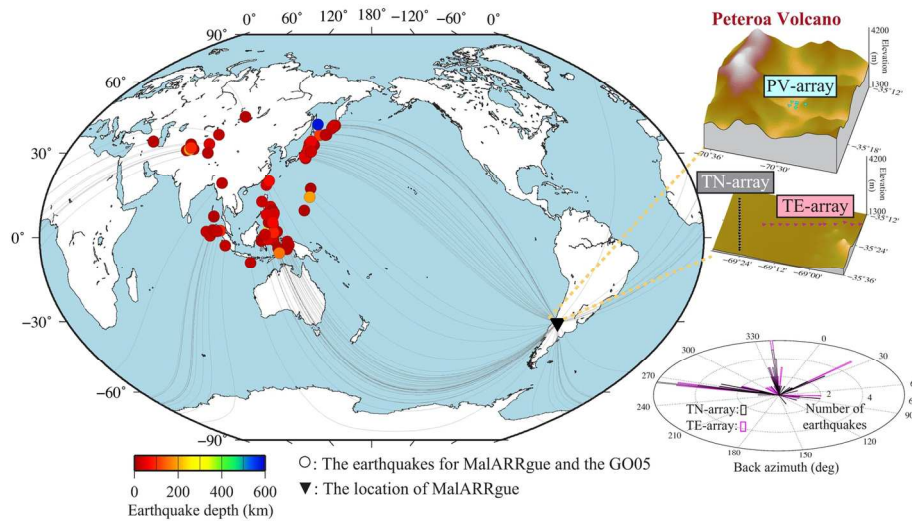 0° 60° 120° 180° 120° 60° 0°
90°
60°
30°
0°
−30°
−60°
−90°
Peteroa Volcano
PV-array
4200
Elevation
(m)
1300
−35°12'
−35°18'
−70°36'
−70°30'
TN-array
TE-array
4200
Elevation
(m)
1300
−35°12'
−35°24'
−35°36'
−69°24'
−69°12'
−69°00'
330
0
300
30
270
240
90
210
120
180
150
2
4
Number of
earthquakes
TN-array:
TE-array:
Back azimuth (deg)
0 200 400 600
Earthquake depth (km)
: The earthquakes for MalARRgue and the GO05
: The location of MalARRgue